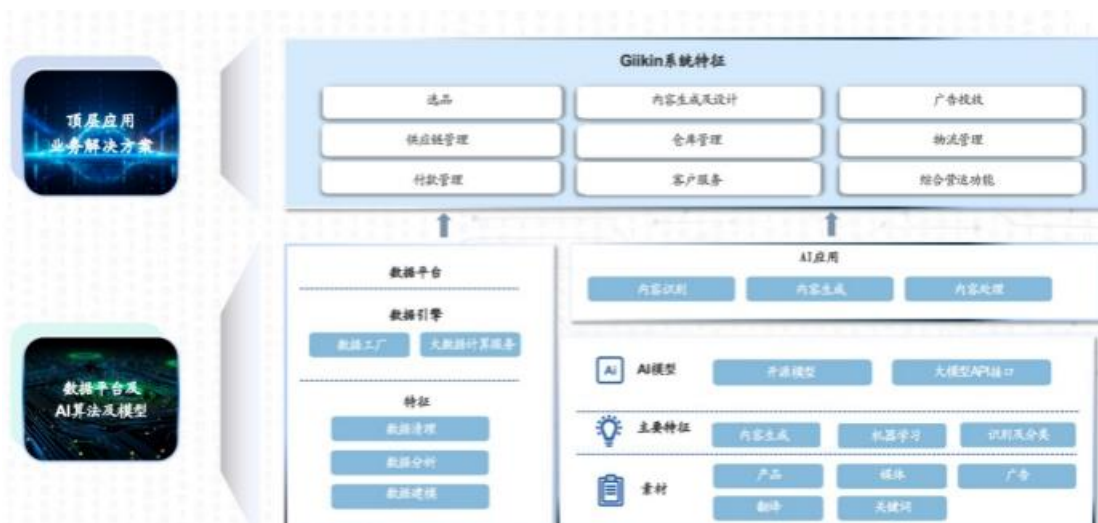 Giikin系统特征
选品
内容生成及设计
广告投放
顶层应用
业务解决方案
供应链管理
仓库管理
物流管理
付款管理
客户服务
综合营运功能
数据平台
数据引擎
数据工厂
大数据计算服务
特征
数据清理
数据分析
数据建模
AI应用
内容识别
内容生成
内容处理
数据平台及
AI算法及模型
Ai
AI模型
开源模型
大模型API接口
主要特征
内容生成
机器学习
识别及分类
素材
产品
媒体
广告
翻译
关键词